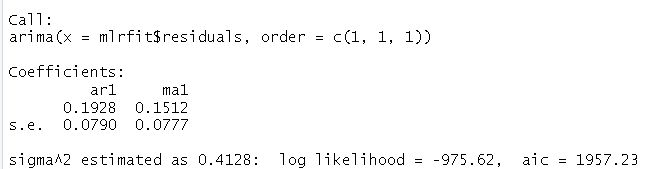 Call:
arima(x = mlrfit$residuals, order = c(1, 1, 1))
Coefficients:
ar1 ma1
0.1928 0.1512
s.e. 0.0790 0.0777
sigma^2 estimated as 0.4128: log likelihood = -975.62, aic = 1957.23